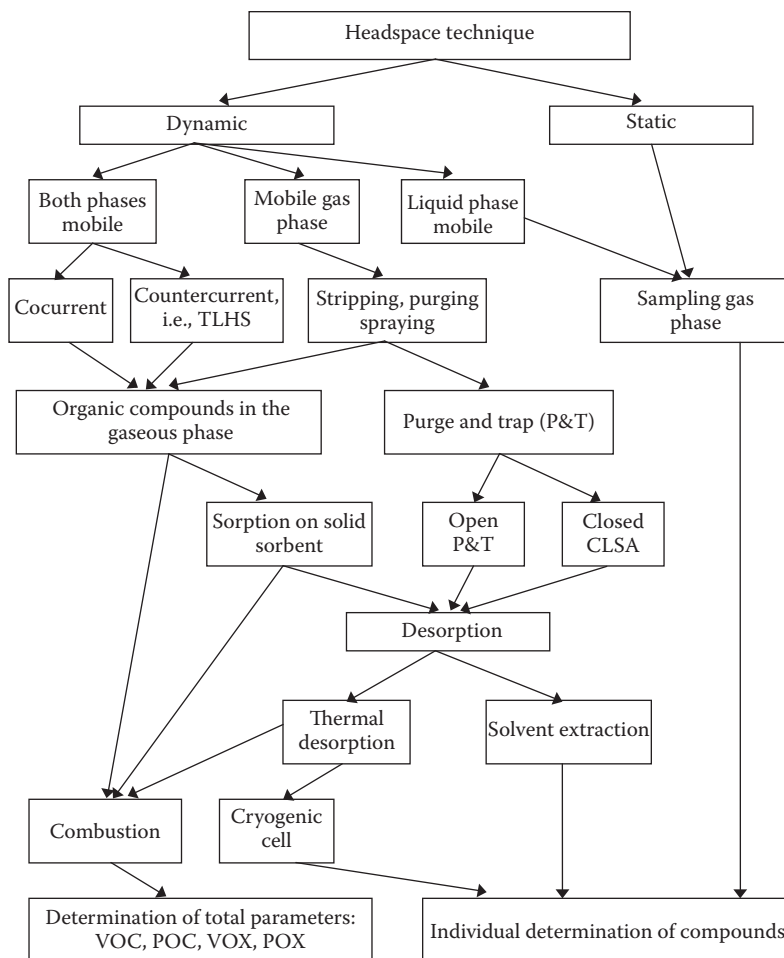 Headspace technique
Dynamic
Static
Both phases
mobile
Mobile gas
phase
Liquid phase
mobile
Cocurrent
Countercurrent,
i.e., TLHS
Stripping, purging
spraying
Sampling gas
phase
Organic compounds in the
gaseous phase
Purge and trap (P&T)
Sorption on solid
sorbent
Open
P&T
Closed
CLSA
Desorption
Thermal
desorption
Solvent extraction
Combustion
Cryogenic
cell
Determination of total parameters:
VOC, POC, VOX, POX
Individual determination of compounds